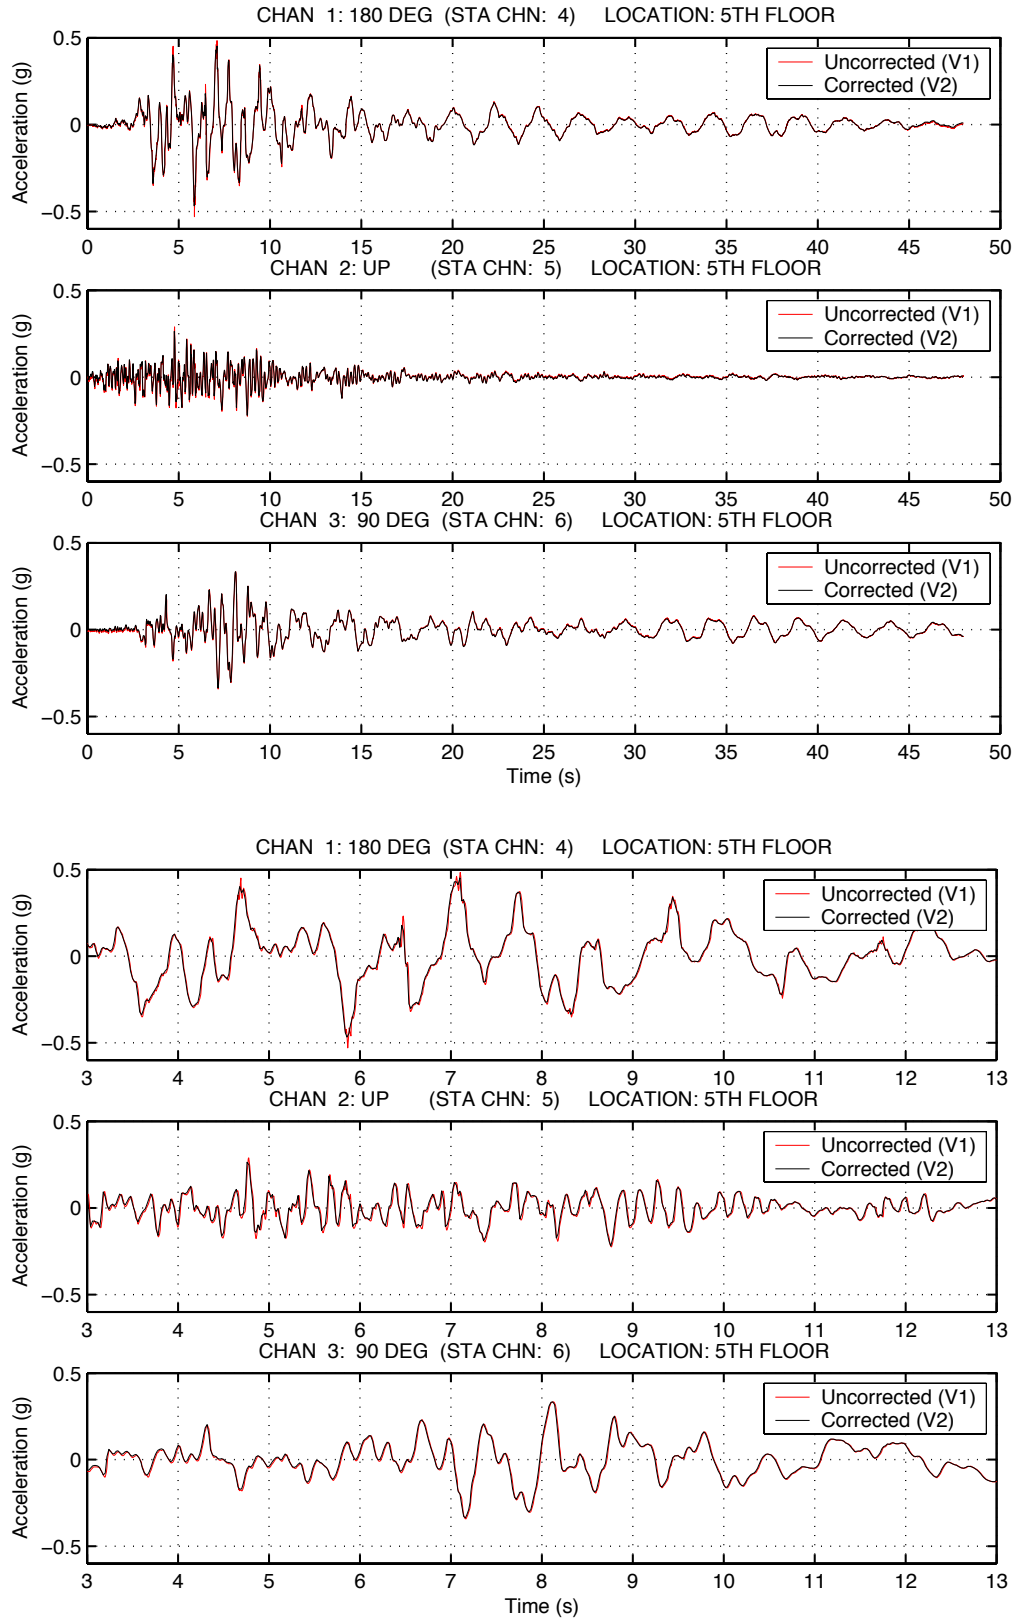 CHAN 1: 180 DEG (STA CHN: 4) LOCATION: 5TH FLOOR
0.5
0
−0.5
Acceleration (g)
Uncorrected (V1)
Corrected (V2)
0 5 10 15 20 25 30 35 40 45 50
CHAN 2: UP (STA CHN: 5) LOCATION: 5TH FLOOR
0.5
0
−0.5
Acceleration (g)
Uncorrected (V1)
Corrected (V2)
0 5 10 15 20 25 30 35 40 45 50
CHAN 3: 90 DEG (STA CHN: 6) LOCATION: 5TH FLOOR
0.5
0
−0.5
Acceleration (g)
Uncorrected (V1)
Corrected (V2)
0 5 10 15 20 25 30 35 40 45 50
Time (s)
CHAN 1: 180 DEG (STA CHN: 4) LOCATION: 5TH FLOOR
0.5
0
−0.5
Acceleration (g)
Uncorrected (V1)
Corrected (V2)
3 4 5 6 7 8 9 10 11 12 13
CHAN 2: UP (STA CHN: 5) LOCATION: 5TH FLOOR
0.5
0
−0.5
Acceleration (g)
Uncorrected (V1)
Corrected (V2)
3 4 5 6 7 8 9 10 11 12 13
CHAN 3: 90 DEG (STA CHN: 6) LOCATION: 5TH FLOOR
0.5
0
−0.5
Acceleration (g)
Uncorrected (V1)
Corrected (V2)
3 4 5 6 7 8 9 10 11 12 13
Time (s)